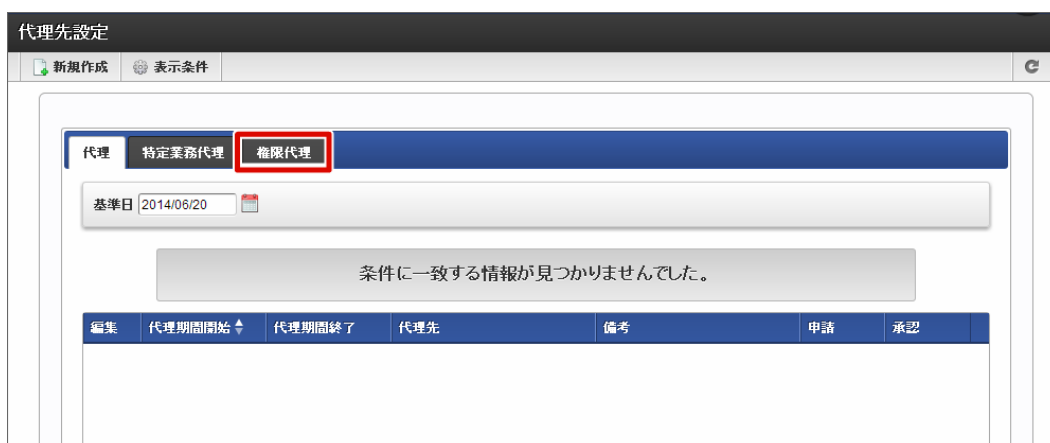 代理先設定
新規作成 表示条件
代理 特定業務代理 権限代理
基準日 2014/06/20
条件に一致する情報が見つかりませんでした。
編集 代理期間開始 代理期間終了 代理先 備考 申請 承認